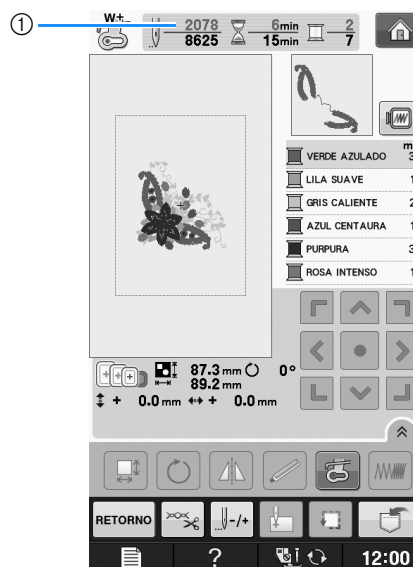 ①
W+ 2078 6min 2
8625 15min 7
m
VERDE AZULADO 3
LILA SUAVE 1
GRIS CALIENTE 2
AZUL CENTAURA 1
PURPURA 3
ROSA INTENSO 1
87.3 mm 0°
89.2 mm
+ 0.0 mm + 0.0 mm
RETORNO -/+
? 12:00